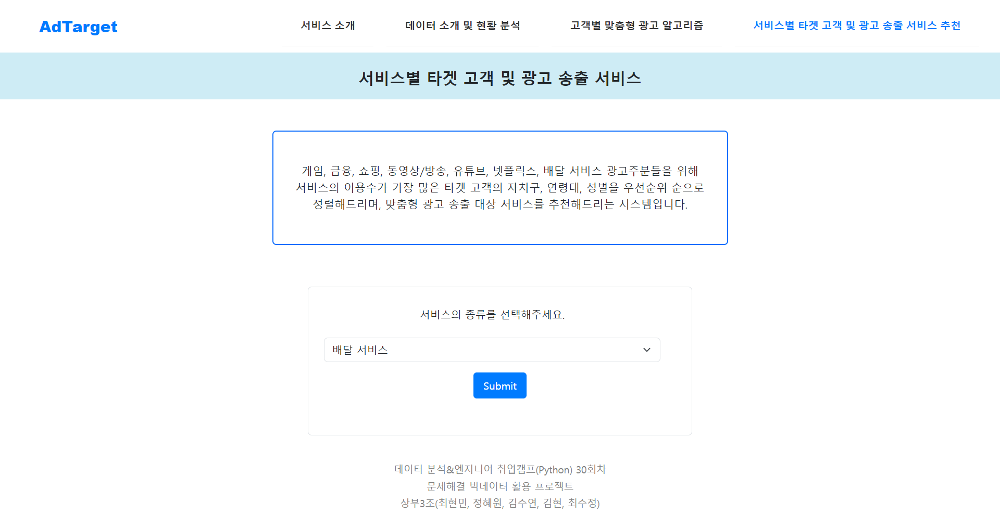 AdTarget
서비스 소개
데이터 소개 및 현황 분석
고객별 맞춤형 광고 알고리즘
서비스별 타겟 고객 및 광고 송출 서비스 추천
서비스별 타겟 고객 및 광고 송출 서비스
게임, 금융, 쇼핑, 동영상/방송, 유튜브, 넷플릭스, 배달 서비스 광고주분들을 위해
서비스의 이용수가 가장 많은 타겟 고객의 자치구, 연령대, 성별을 우선순위 순으로
정렬해드리며, 맞춤형 광고 송출 대상 서비스를 추천해드리는 시스템입니다.
서비스의 종류를 선택해주세요.
배달 서비스
Submit
데이터 분석&엔지니어 취업캠프(Python) 30회차
문제해결 빅데이터 활용 프로젝트
상부3조(최현민, 정혜원, 김수연, 김현, 최수정)